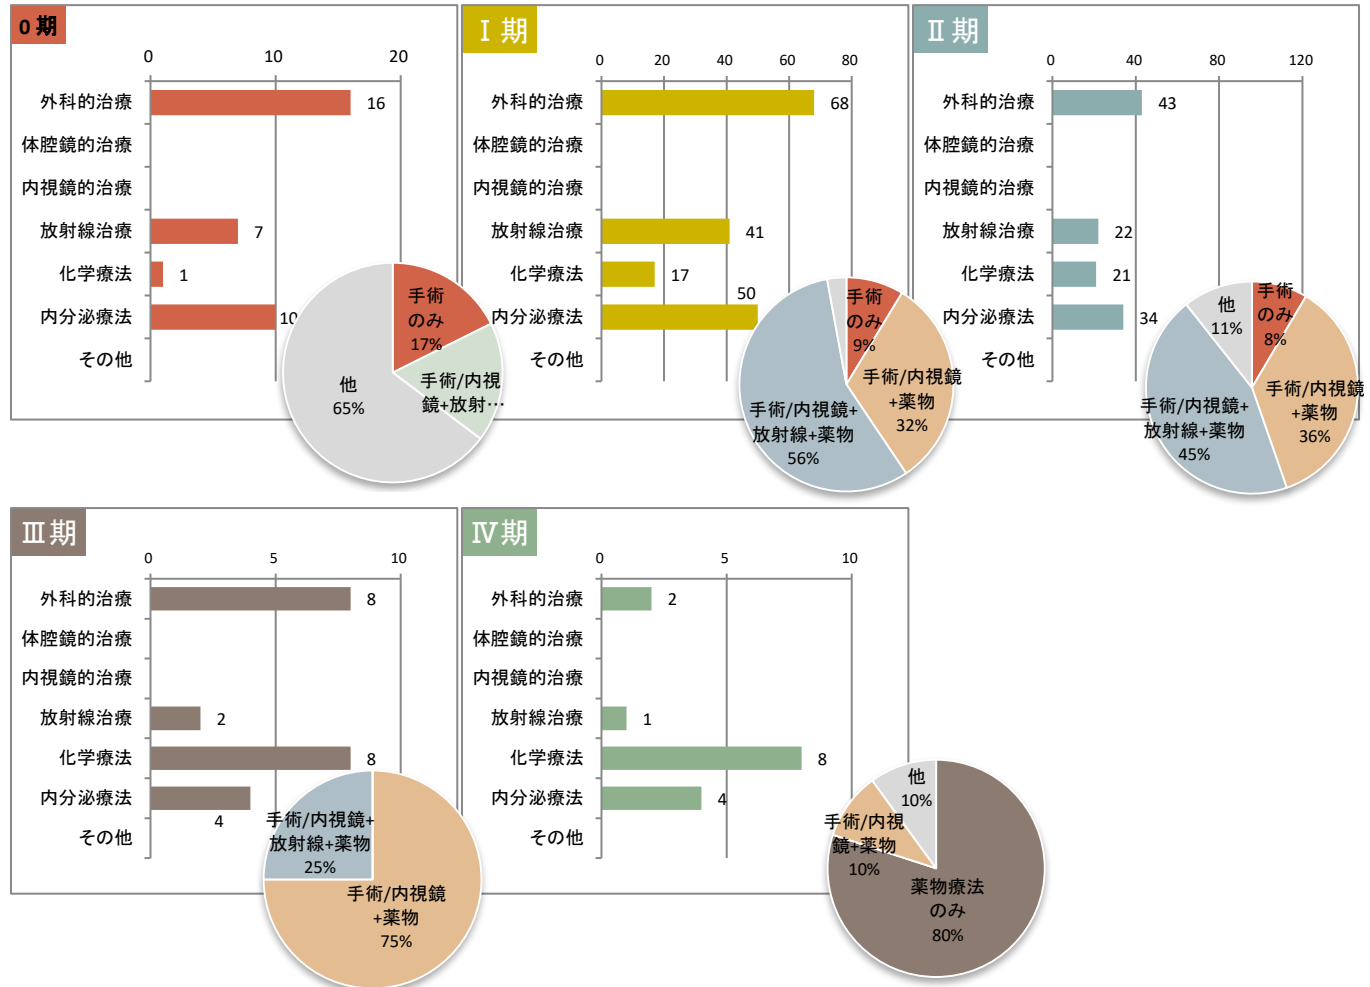 0期
0 10 20
外科的治療 16
体腔鏡的治療
内視鏡的治療
放射線治療 7
化学療法 1
内分泌療法 10
その他
手術
のみ
17%
手術/内視
鏡+放射…
他
65%
Ⅰ期
0 20 40 60 80
外科的治療 68
体腔鏡的治療
内視鏡的治療
放射線治療 41
化学療法 17
内分泌療法 50
その他
手術
のみ
9%
手術/内視鏡
+薬物
32%
手術/内視鏡+
放射線+薬物
56%
Ⅱ期
0 40 80 120
外科的治療 43
体腔鏡的治療
内視鏡的治療
放射線治療 22
化学療法 21
内分泌療法 34
その他
手術
のみ
8%
手術/内視鏡
+薬物
36%
手術/内視鏡+
放射線+薬物
45%
他
11%
Ⅲ期
0 5 10
外科的治療 8
体腔鏡的治療
内視鏡的治療
放射線治療 2
化学療法 8
内分泌療法 4
その他
手術/内視鏡+
放射線+薬物
25%
手術/内視鏡
+薬物
75%
Ⅳ期
0 5 10
外科的治療 2
体腔鏡的治療
内視鏡的治療
放射線治療 1
化学療法 8
内分泌療法 4
その他
他
10%
手術/内視
鏡+薬物
10%
薬物療法
のみ
80%